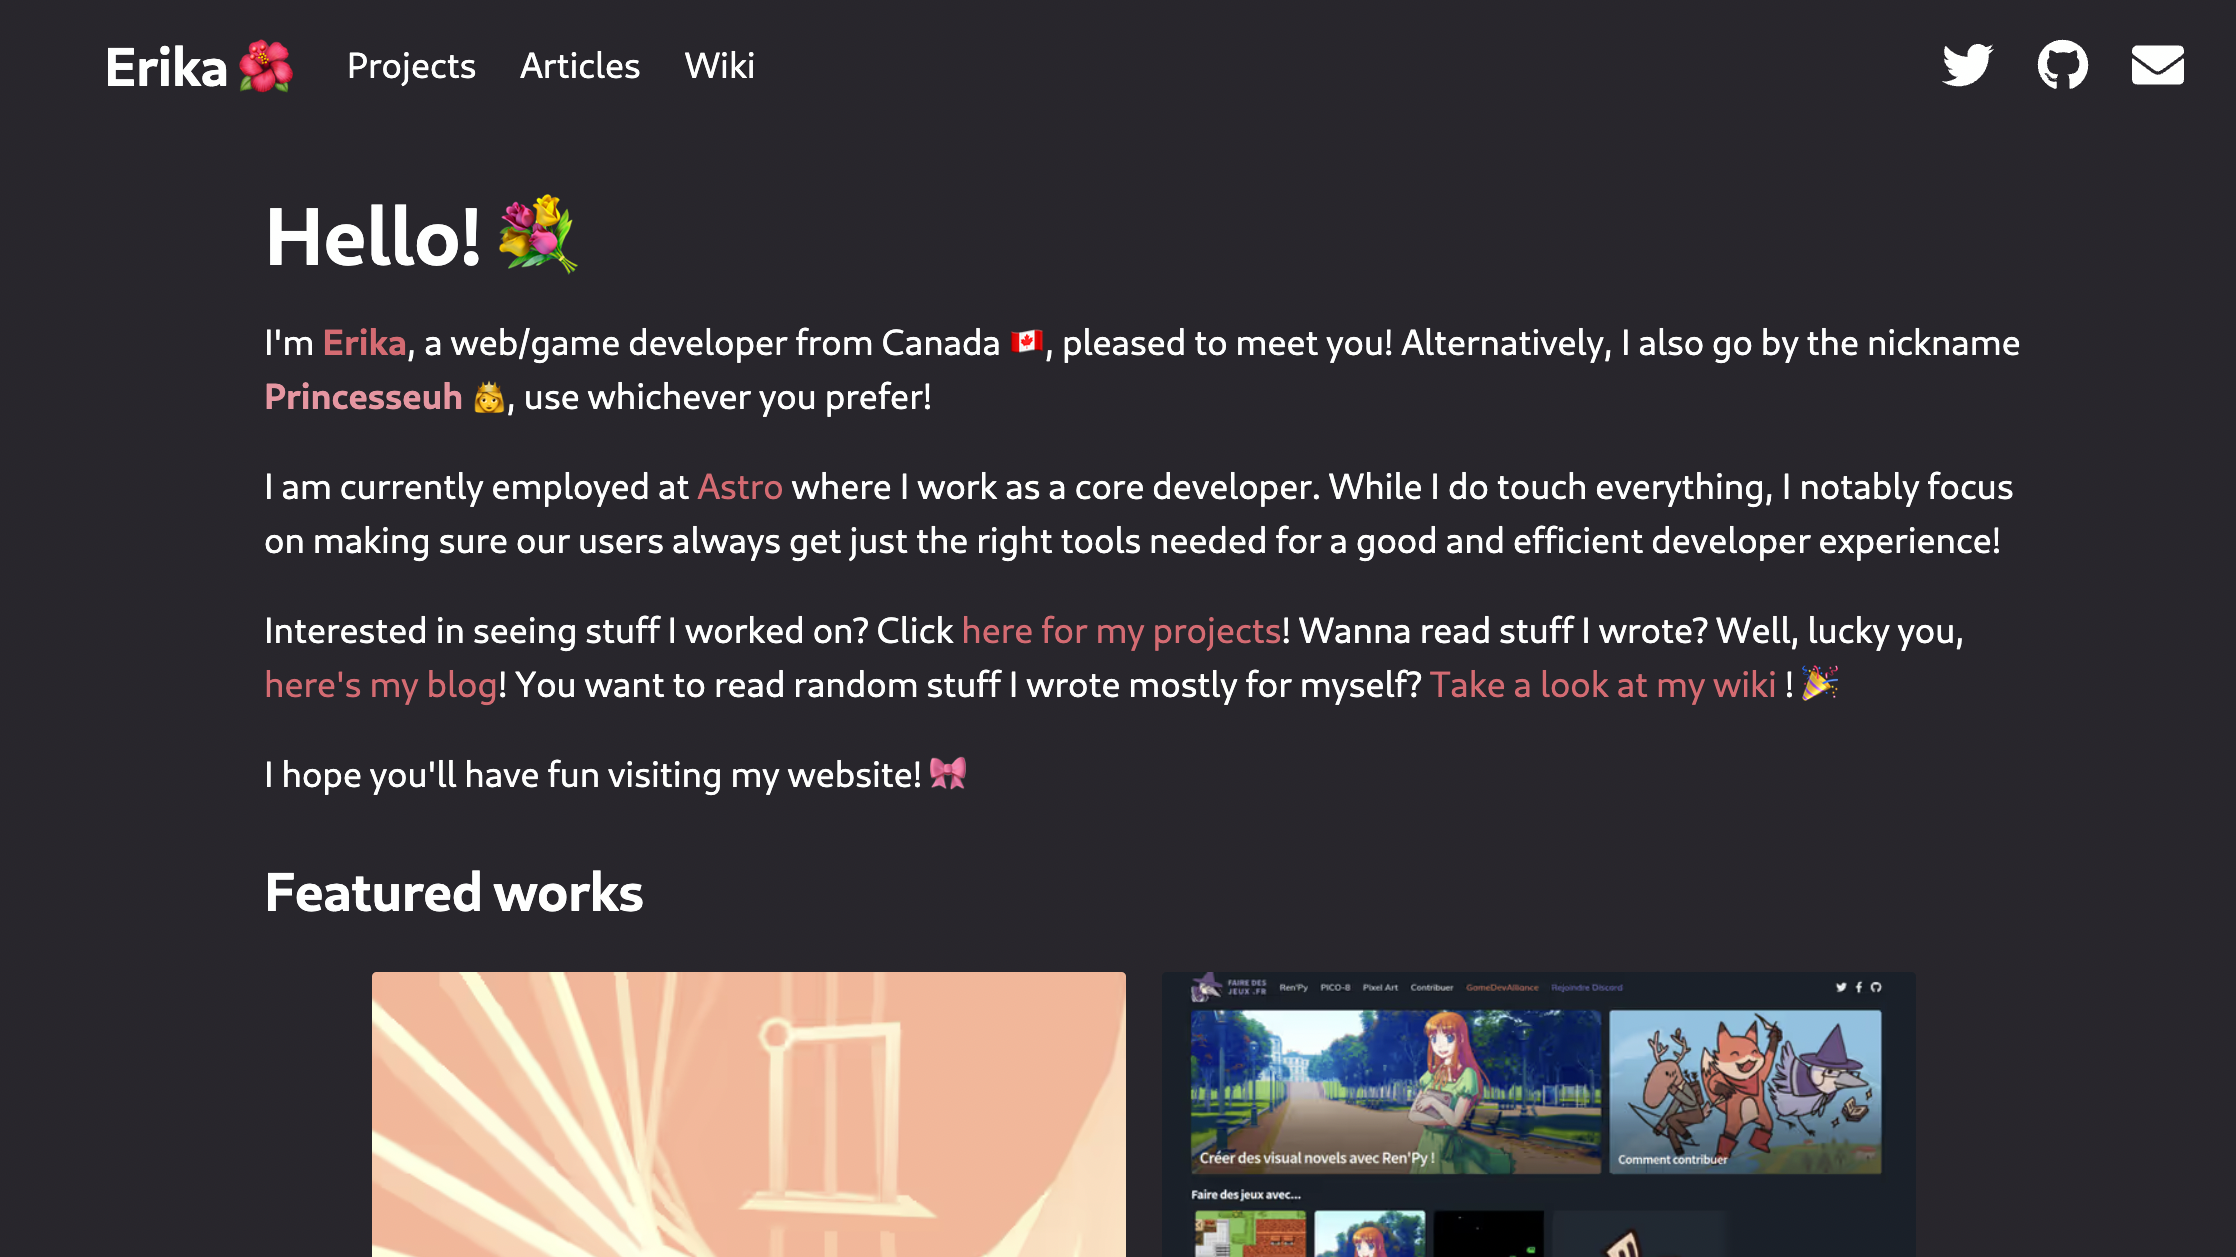 Erika🌺 Projects Articles Wiki
Hello! 💐
I'm Erika, a web/game developer from Canada 🇨🇦, pleased to meet you! Alternatively, I also go by the nickname
Princesseuh 👸, use whichever you prefer!
I am currently employed at Astro where I work as a core developer. While I do touch everything, I notably focus
on making sure our users always get just the right tools needed for a good and efficient developer experience!
Interested in seeing stuff I worked on? Click here for my projects! Wanna read stuff I wrote? Well, lucky you,
here's my blog! You want to read random stuff I wrote mostly for myself? Take a look at my wiki ! 🎉
I hope you'll have fun visiting my website! 🎀
Featured works
FAIRE DES
JEUX .FR
Ren'Py PICO-8 Pixel Art Contribuer GameDevAlliance Rejoindre Discord
Créer des visual novels avec Ren'Py !
Comment contribuer
Faire des jeux avec...